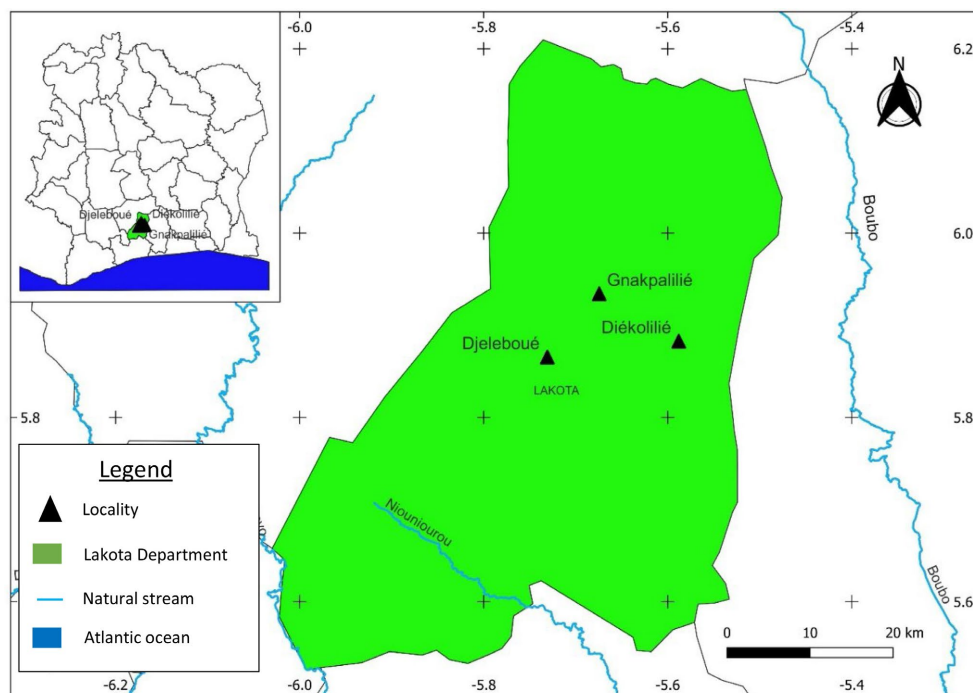 -6.0
-5.8
-5.6
-5.4
6.2
N
Djeleboué
Diékolilié
Gnakpalilié
Boubo
6.0
Gnakpalilié
Diékolilié
Djeleboué
LAKOTA
5.8
5.8
Legend
Locality
Lakota Department
Natural stream
Atlantic ocean
Niouniourou
Boubo
5.6
0
10
20 km
-6.2
-6.0
-5.8
-5.6
-5.4